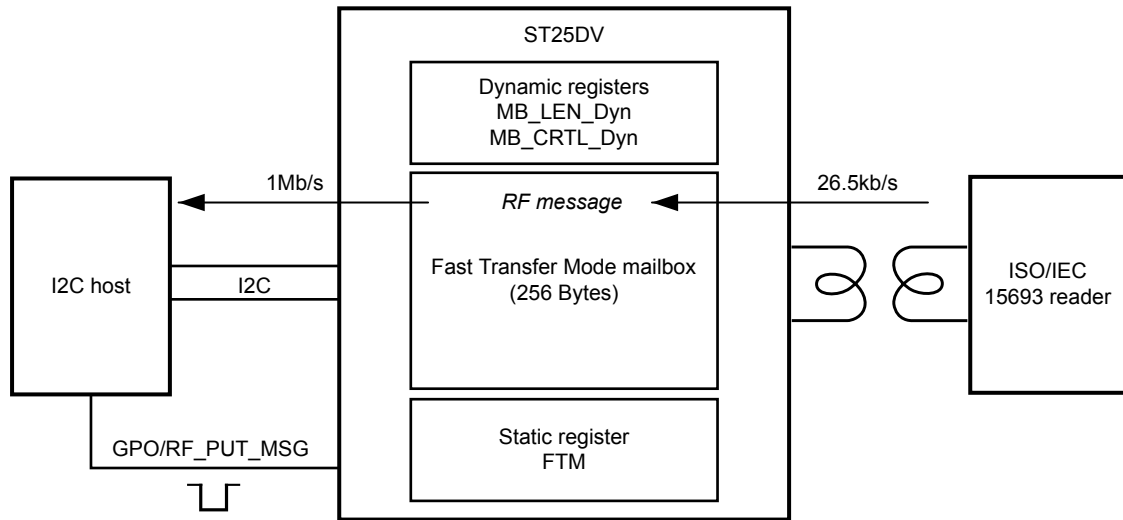 ST25DV
Dynamic registers
MB_LEN_Dyn
MB_CRTL_Dyn
1Mb/s
RF message
26.5kb/s
I2C host
I2C
Fast Transfer Mode mailbox
(256 Bytes)
ISO/IEC
15693 reader
GPO/RF_PUT_MSG
Static register
FTM